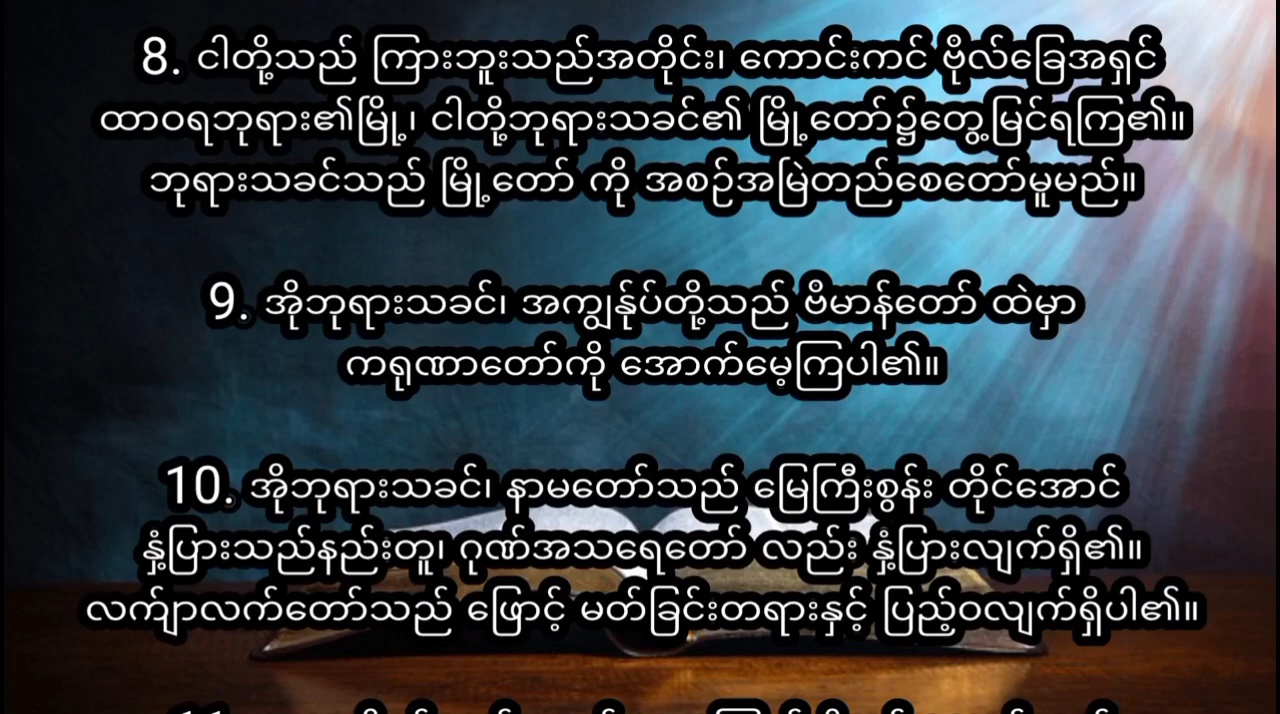 8. ငါတို့သည် ကြားဘူးသည်အတိုင်း၊ ကောင်းကင် ဗိုလ်ခြေအရှင်
ထာဝရဘုရား၏မြို့၊ ငါတို့ဘုရားသခင်၏ မြို့တော်၌တွေ့မြင်ရကြ၏။
ဘုရားသခင်သည် မြို့တော် ကို အစဉ်အမြဲတည်စေတော်မူမည်။
9. အိုဘုရားသခင်၊ အကျွန်ုပ်တို့သည် ဗိမာန်တော် ထဲမှာ
ကရုဏာတော်ကို အောက်မေ့ကြပါ၏။
10. အိုဘုရားသခင်၊ နာမတော်သည် မြေကြီးစွန်း တိုင်အောင်
နှံ့ပြားသည်နည်းတူ၊ ဂုဏ်အသရေတော် လည်း နှံ့ပြားလျက်ရှိ၏။
လက်ျာလက်တော်သည် ဖြောင့် မတ်ခြင်းတရားနှင့် ပြည့်ဝလျက်ရှိပါ၏။